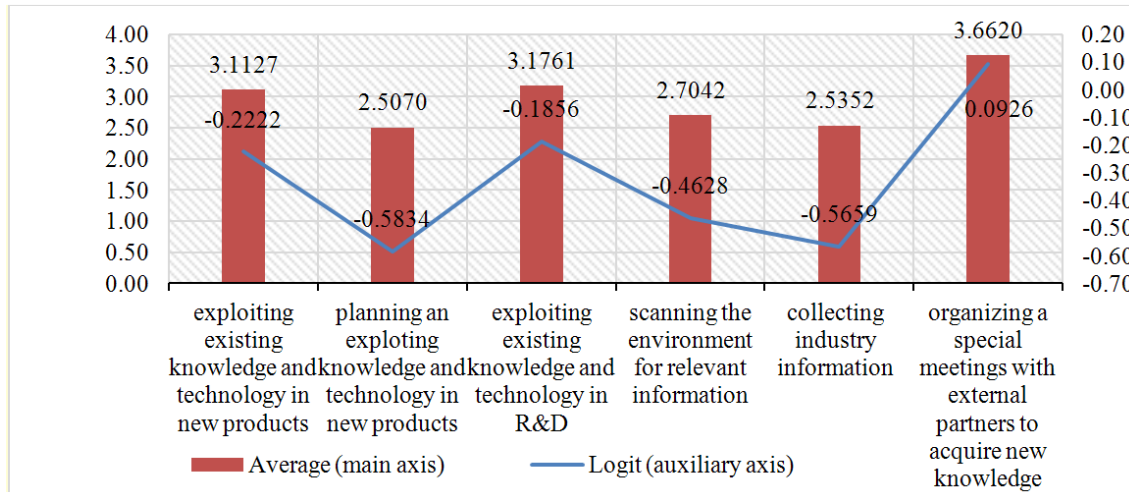 4.00
3.50
3.00
2.50
2.00
1.50
1.00
0.50
0.00
3.1127
2.5070
3.1761
2.7042
2.5352
3.6620
-0.2222
-0.5834
-0.1856
-0.4628
-0.5659
0.0926
0.20
0.10
0.00
-0.10
-0.20
-0.30
-0.40
-0.50
-0.60
-0.70
exploiting
existing
knowledge and
technology in
new products
planning an
exploting
knowledge and
technology in
new products
exploiting
existing
knowledge and
technology in
R&D
scanning the
environment
for relevant
information
collecting
industry
information
organizing a
special
meetings with
external
partners to
acquire new
knowledge
Average (main axis)
Logit (auxiliary axis)